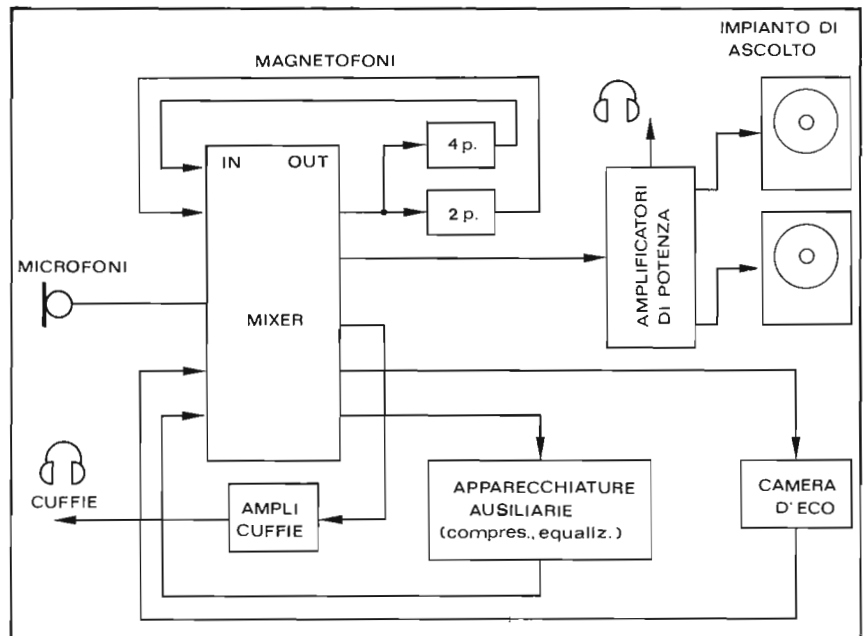 IMPIANTO DI
ASCOLTO
MAGNETOFONI
4 p.
IN OUT
2 p.
AMPLIFICATORI
DI POTENZA
MICROFONI
MIXER
CUFFIE
AMPLI
CUFFIE
APPARECCHIATURE
AUSILIARIE
(compres., equaliz.)
CAMERA
D'ECO